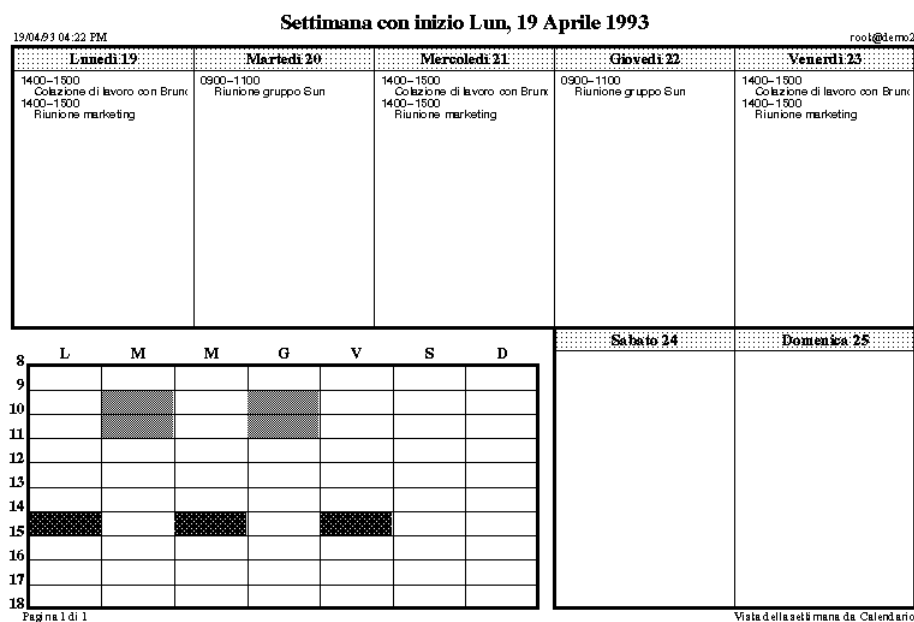 Settimana con inizio Lun, 19 Aprile 1993
19/04/93 04:22 PM
root@demo2
Lunedì 19
1400–1500
Colazione di lavoro con Brun
1400–1500
Riunione marketing
Martedì 20
0900–1100
Riunione gruppo Sun
Mercoledì 21
1400–1500
Colazione di lavoro con Brun
1400–1500
Riunione marketing
Giovedì 22
0900–1100
Riunione gruppo Sun
Venerdì 23
1400–1500
Colazione di lavoro con Brun
1400–1500
Riunione marketing
L M M G V S D
8
9
10
11
12
13
14
15
16
17
18
Sabato 24
Domenica 25
Pagina 1 di 1
Vista della settimana da Calendario